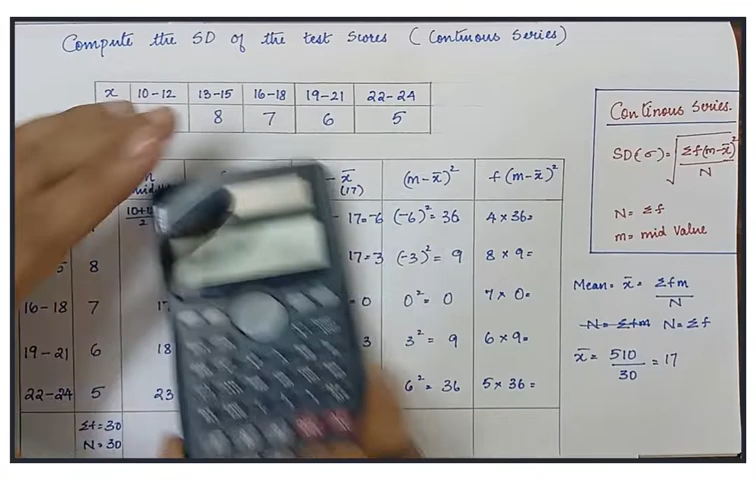 Compute the SD of the test scores (Continuous Series)
x 10-12 13-15 16-18 19-21 22-24
8 7 6 5
x̄ (17) (m-x̄)² f(m-x̄)²
17=-6 (-6)²= 36 4×36=
8 17=3 (-3)²= 9 8×9=
16-18 7 =0 0²= 0 7×0=
19-21 6 18 3 3²= 9 6×9=
22-24 5 23 6²= 36 5×36=
Σf=30
N=30
Continous Series:
SD(σ)=√Σf(m-x̄)²/N
N= Σf
m= mid value
Mean= x̄= Σfm/N
N= Σfm N= Σf
x̄= 510/30 =17